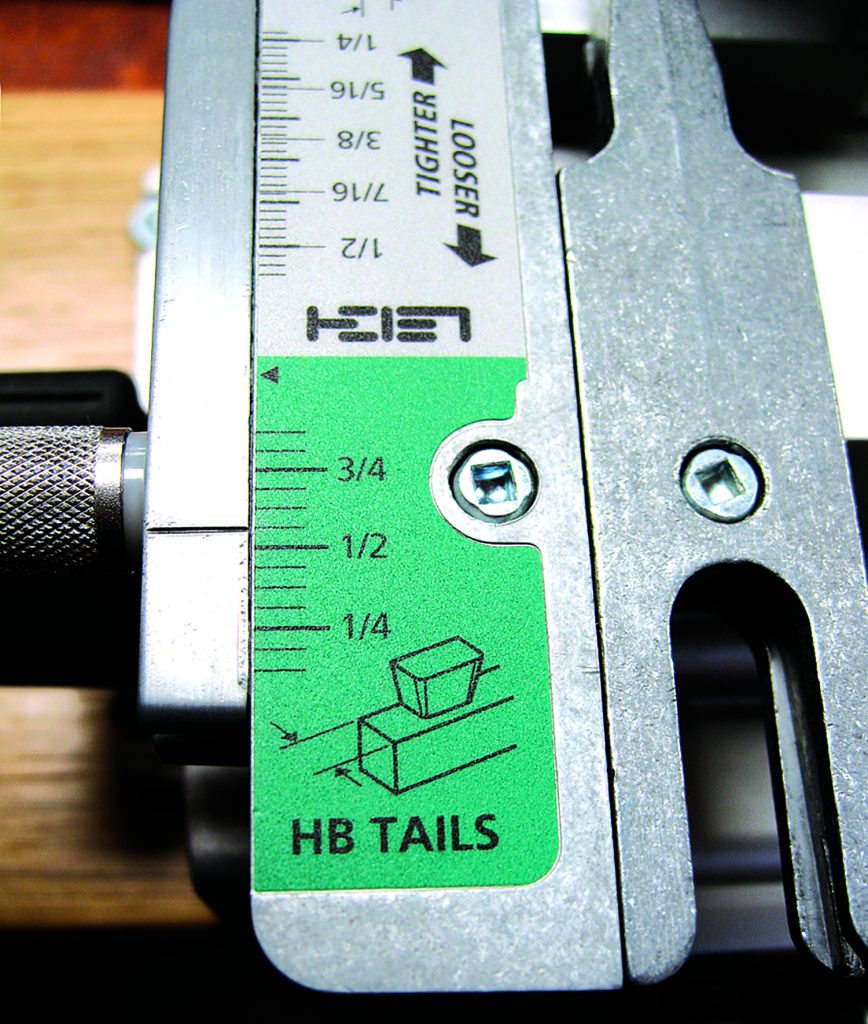 1/4
5/16
3/8
7/16
1/2
TIGHTER
LOOSER
LEIGH
3/4
1/2
1/4
HB TAILS